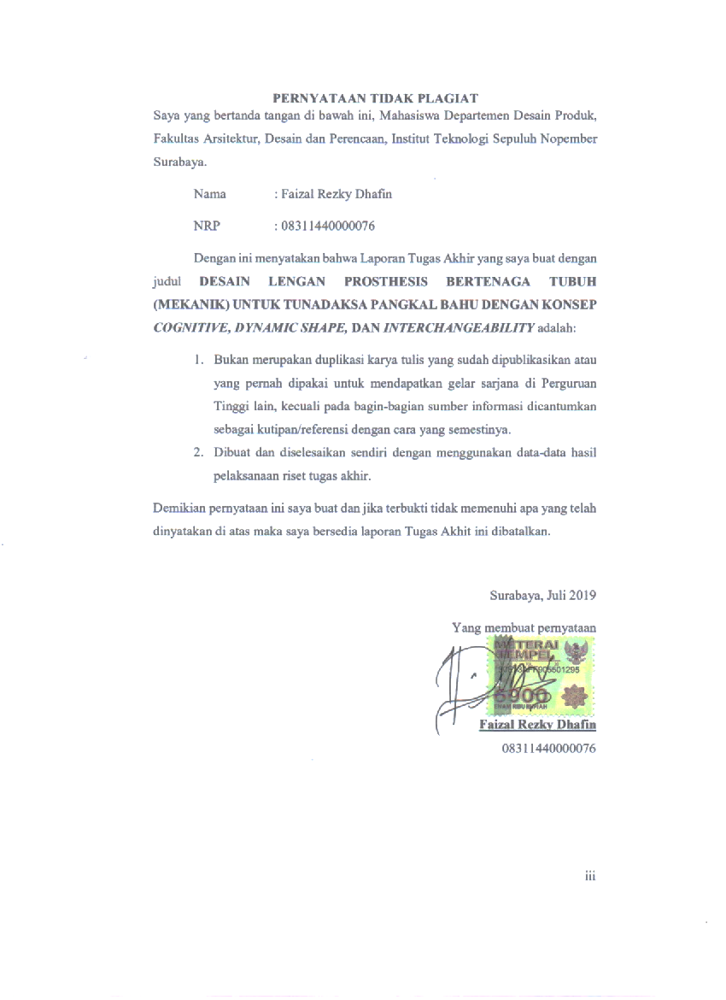 PERNYATAAN TIDAK PLAGIAT
Saya yang bertanda tangan di bawah ini, Mahasiswa Departemen Desain Produk,
Fakultas Arsitektur, Desain dan Perencaan, Institut Teknologi Sepuluh Nopember
Surabaya.
Nama : Faizal Rezky Dhafin
NRP : 08311440000076
Dengan ini menyatakan bahwa Laporan Tugas Akhir yang saya buat dengan
judul DESAIN LENGAN PROSTHESIS BERTENAGA TUBUH
(MEKANIK) UNTUK TUNADAKSA PANGKAL BAHU DENGAN KONSEP
COGNITIVE, DYNAMIC SHAPE, DAN INTERCHANGEABILITY adalah:
1. Bukan merupakan duplikasi karya tulis yang sudah dipublikasikan atau
yang pernah dipakai untuk mendapatkan gelar sarjana di Perguruan
Tinggi lain, kecuali pada bagin-bagian sumber informasi dicantumkan
sebagai kutipan/referensi dengan cara yang semestinya.
2. Dibuat dan diselesaikan sendiri dengan menggunakan data-data hasil
pelaksanaan riset tugas akhir.
Demikian pernyataan ini saya buat dan jika terbukti tidak memenuhi apa yang telah
dinyatakan di atas maka saya bersedia laporan Tugas Akhit ini dibatalkan.
Surabaya, Juli 2019
Yang membuat pernyataan
METERAI
TEMPEL
6000
ENAM RIBU RUPIAH
Faizal Rezky Dhafin
08311440000076
iii